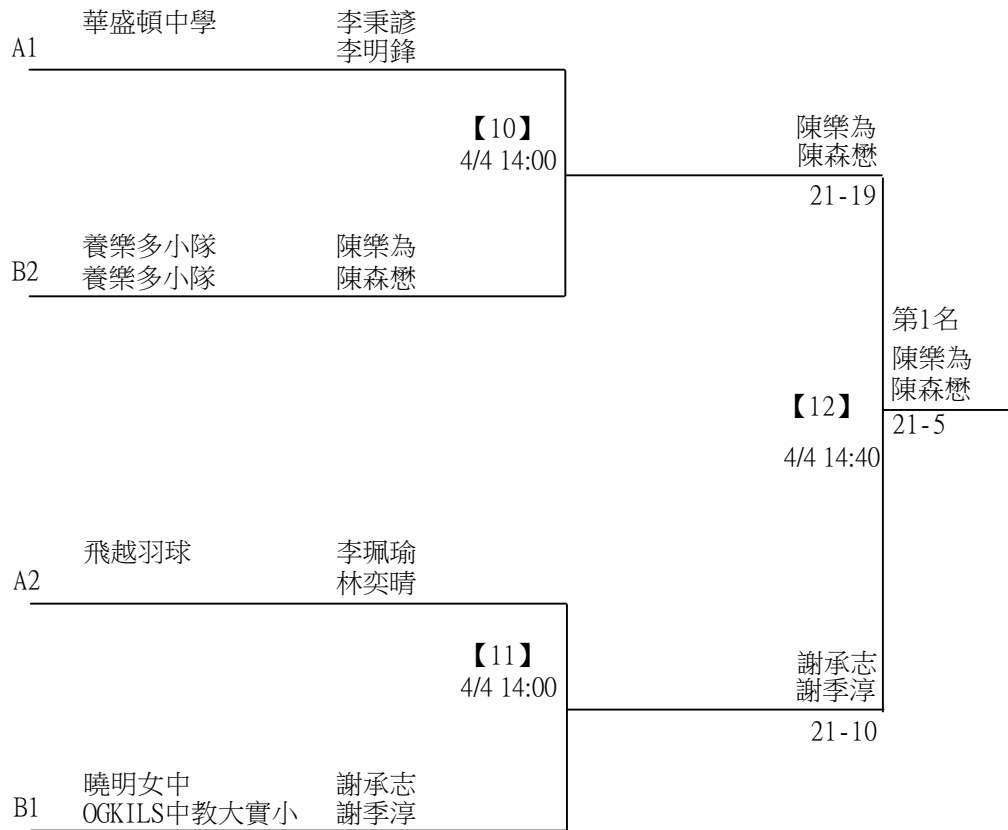 華盛頓中學 李秉諺
A1 李明鋒
【10】
4/4 14:00
陳樂為
陳森懋
21-19
養樂多小隊 陳樂為
B2 養樂多小隊 陳森懋
第1名
陳樂為
陳森懋
【12】
21-5
4/4 14:40
飛越羽球 李珮瑜
A2 林奕晴
【11】
4/4 14:00
謝承志
謝季淳
21-10
曉明女中 謝承志
B1 OGKILS中教大實小 謝季淳